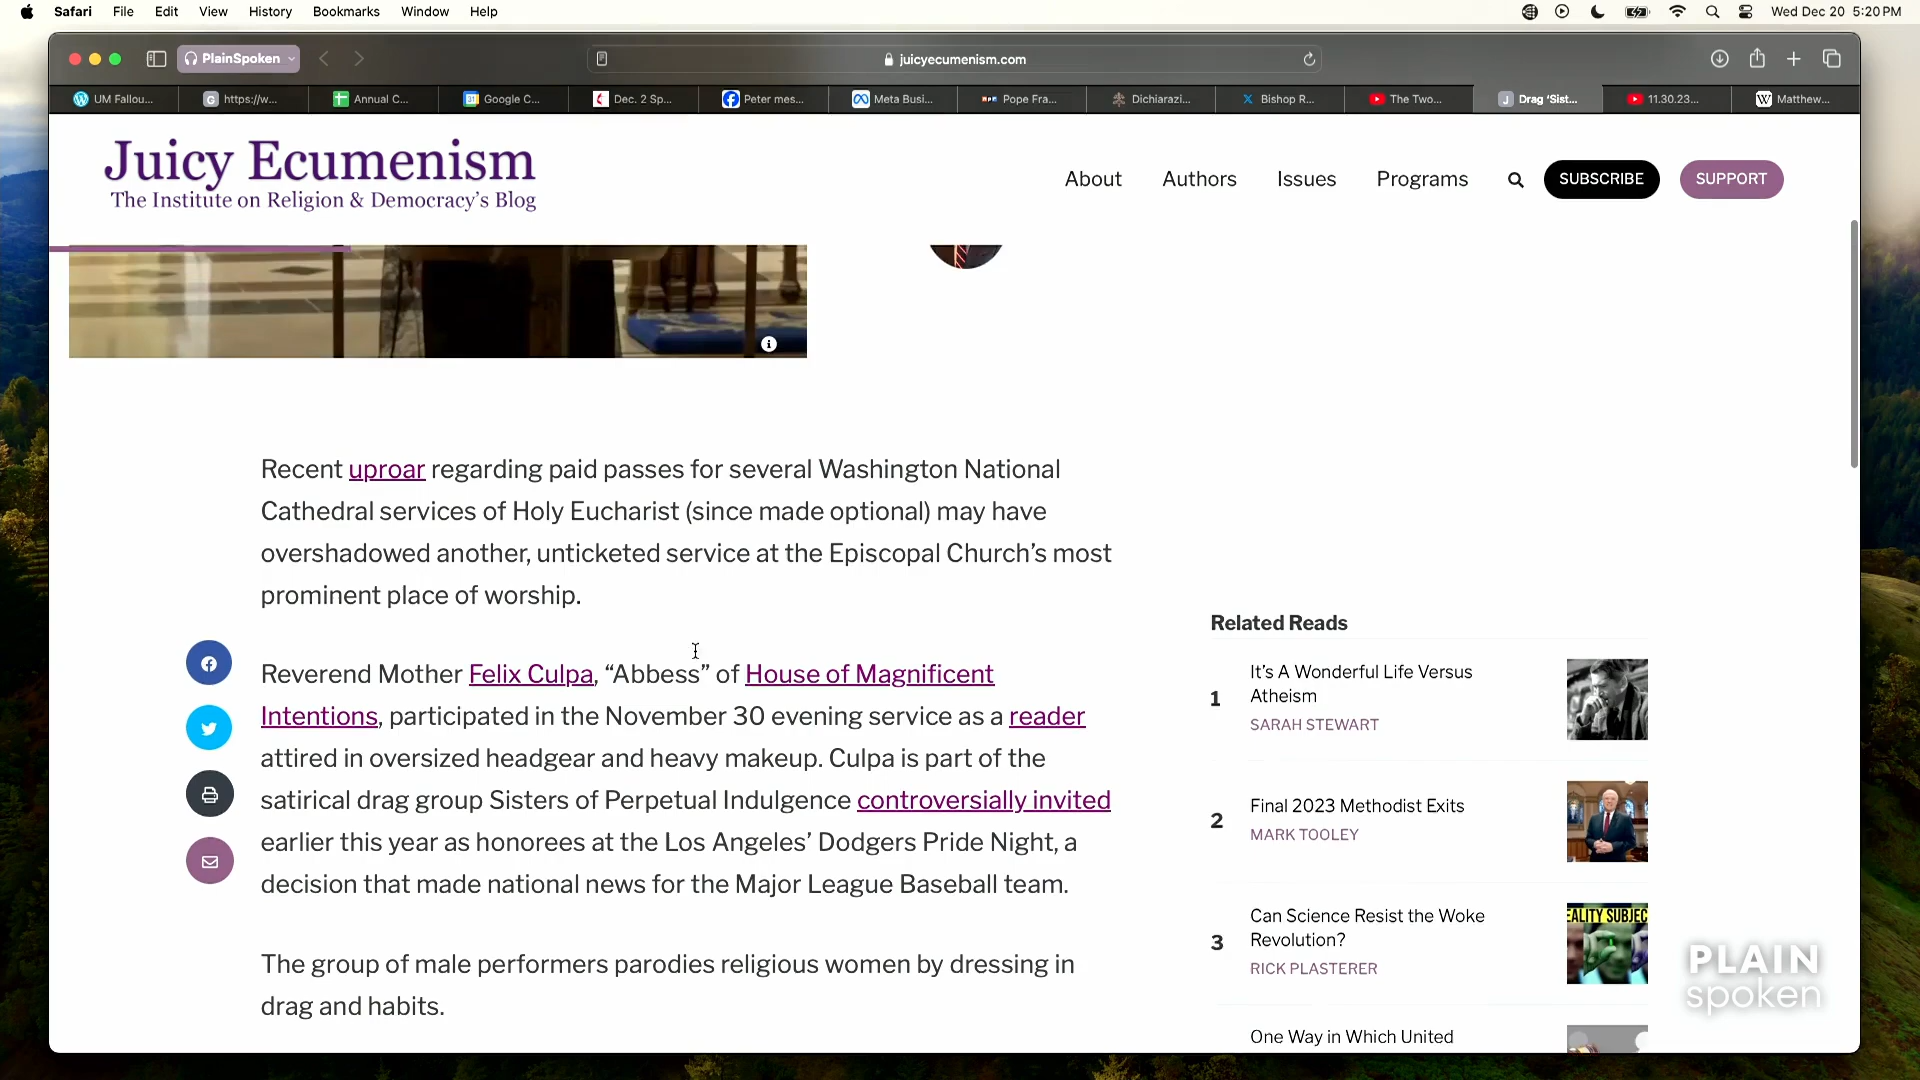 Safari File Edit View History Bookmarks Window Help
Wed Dec 20 5:20 PM
PlainSpoken
juicyecumenism.com
UM Fallou...
https://w...
Annual C...
Google C...
Dec. 2 Sp...
Peter mes...
Meta Busi...
Pope Fra...
Dichiarazi...
Bishop R...
The Two...
Drag ‘Sist...
11.30.23...
Matthew...
Juicy Ecumenism
The Institute on Religion & Democracy’s Blog
About Authors Issues Programs
SUBSCRIBE
SUPPORT
Recent uproar regarding paid passes for several Washington National
Cathedral services of Holy Eucharist (since made optional) may have
overshadowed another, unticketed service at the Episcopal Church’s most
prominent place of worship.
Reverend Mother Felix Culpa, “Abbess” of House of Magnificent
Intentions, participated in the November 30 evening service as a reader
attired in oversized headgear and heavy makeup. Culpa is part of the
satirical drag group Sisters of Perpetual Indulgence controversially invited
earlier this year as honorees at the Los Angeles’ Dodgers Pride Night, a
decision that made national news for the Major League Baseball team.
The group of male performers parodies religious women by dressing in
drag and habits.
Related Reads
1
It’s A Wonderful Life Versus
Atheism
SARAH STEWART
2
Final 2023 Methodist Exits
MARK TOOLEY
3
Can Science Resist the Woke
Revolution?
RICK PLASTERER
EALITY SUBJEC
One Way in Which United
PLAIN
spoken